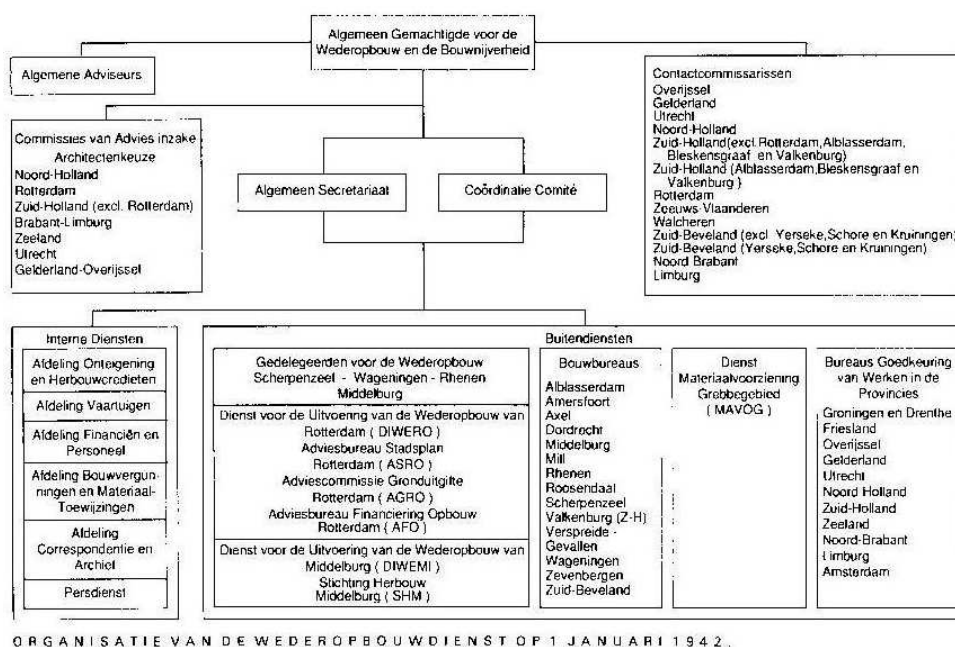 Algemeen Gemachtigde voor de
Wederopbouw en de Bouwnijverheid
Algemene Adviseurs
Contactcommissarissen
Overijssel
Gelderland
Utrecht
Noord-Holland
Zuid-Holland(excl.Rotterdam,Alblasserdam,
Bleskensgraaf en Valkenburg)
Zuid-Holland (Alblasserdam,Bleskensgraaf en
Valkenburg )
Rotterdam
Zeeuws-Vlaanderen
Walcheren
Zuid-Beveland (excl. Yerseke,Schore en Kruiningen)
Zuid-Beveland (Yerseke,Schore en Kruningen)
Noord Brabant
Limburg
Commissies van Advies inzake
Architectenkeuze
Noord-Holland
Rotterdam
Zuid-Holland (excl. Rotterdam)
Brabant-Limburg
Zeeland
Utrecht
Gelderland-Overijssel
Algemeen Secretariaat
Coördinatie Comité
Interne Diensten
Afdeling Onteigening
en Herbouwcredieten
Afdeling Vaartuigen
Afdeling Financiën en
Personeel
Afdeling Bouwvergun-
ningen en Materiaal-
Toewijzingen
Afdeling
Correspondentie en
Archief
Persdienst
Buitendiensten
Gedelegeerden voor de Wederopbouw
Scherpenzeel - Wageningen - Rhenen
Middelburg
Dienst voor de Uitvoering van de Wederopbouw van
Rotterdam ( DIWERO )
Adviesbureau Stadsplan
Rotterdam ( ASRO )
Adviescommissie Gronduitgifte
Rotterdam ( AGRO )
Adviesbureau Financiering Opbouw
Rotterdam ( AFO )
Dienst voor de Uitvoering van de Wederopbouw van
Middelburg ( DIWEMI )
Stichting Herbouw
Middelburg ( SHM )
Bouwbureaus
Alblasserdam
Amersfoort
Axel
Dordrecht
Middelburg
Mill
Rhenen
Roosendaal
Scherpenzeel
Valkenburg (Z-H)
Verspreide -
Gevallen
Wageningen
Zevenbergen
Zuid-Beveland
Dienst
Materiaalvoorziening
Grebbegebied
( MAVOG )
Bureaus Goedkeuring
van Werken in de
Provincies
Groningen en Drenthe
Friesland
Overijssel
Gelderland
Utrecht
Noord Holland
Zuid-Holland
Zeeland
Noord-Brabant
Limburg
Amsterdam
ORGANISATIE VAN DE WEDEROPBOUWDIENST OP 1 JANUARI 1942.